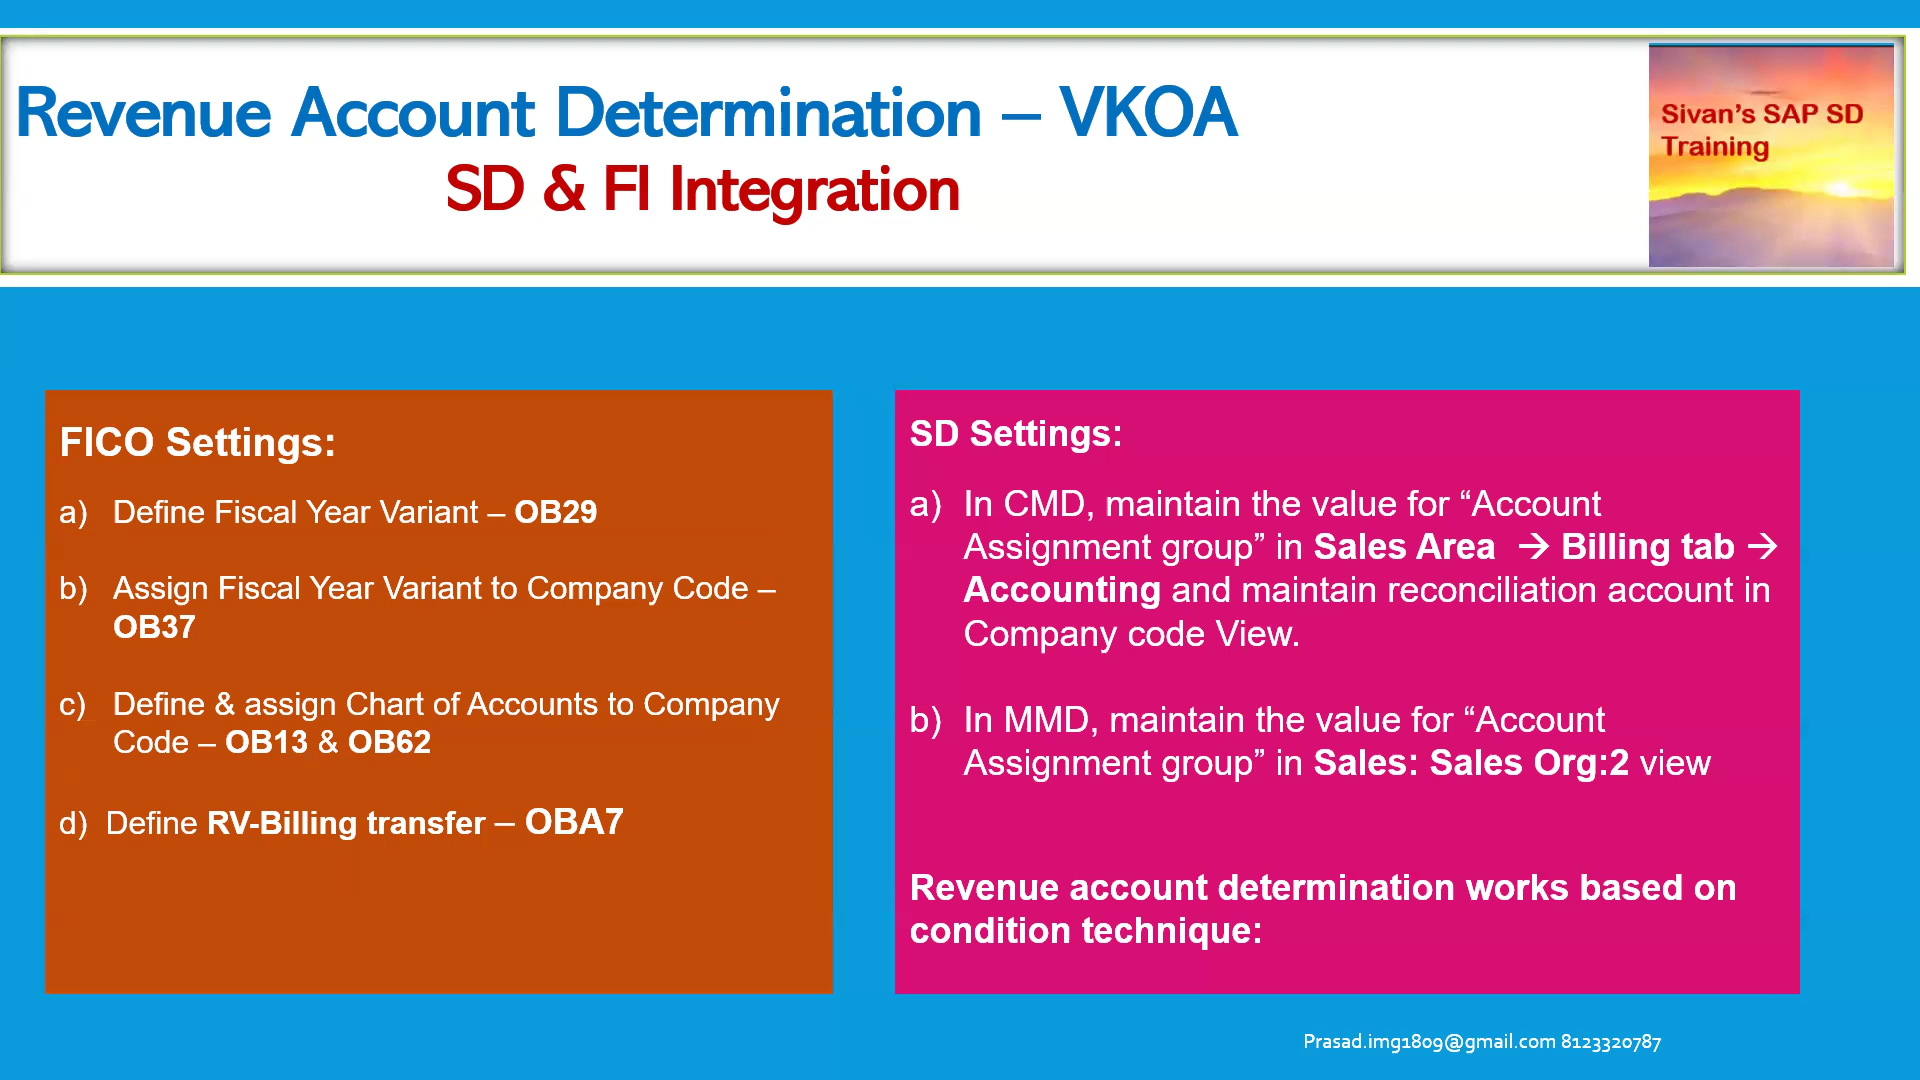 Revenue Account Determination – VKOA
SD & FI Integration
Sivan's SAP SD
Training
FICO Settings:
a) Define Fiscal Year Variant – OB29
b) Assign Fiscal Year Variant to Company Code –
OB37
c) Define & assign Chart of Accounts to Company
Code – OB13 & OB62
d) Define RV-Billing transfer – OBA7
SD Settings:
a) In CMD, maintain the value for “Account
Assignment group” in Sales Area → Billing tab →
Accounting and maintain reconciliation account in
Company code View.
b) In MMD, maintain the value for “Account
Assignment group” in Sales: Sales Org:2 view
Revenue account determination works based on
condition technique:
Prasad.img1809@gmail.com 8123320787